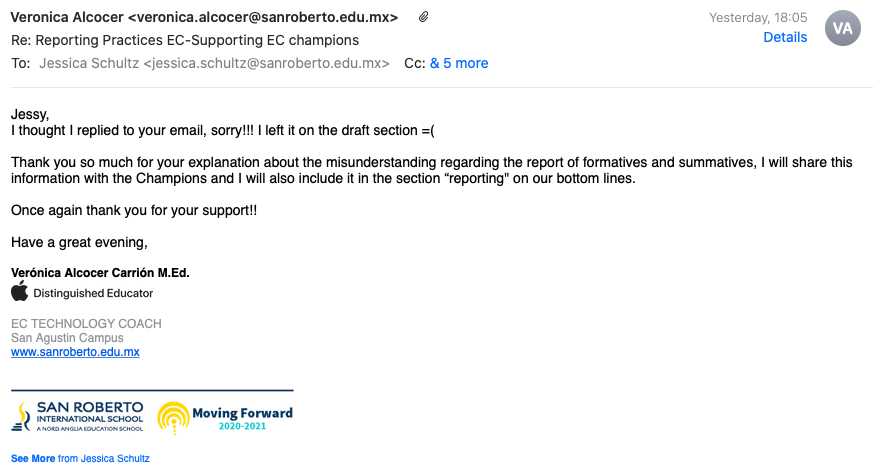 Veronica Alcocer <veronica.alcocer@sanroberto.edu.mx>
Yesterday, 18:05
VA
Re: Reporting Practices EC-Supporting EC champions
Details
To: Jessica Schultz <jessica.schultz@sanroberto.edu.mx> Cc: & 5 more
Jessy,
I thought I replied to your email, sorry!!! I left it on the draft section =(
Thank you so much for your explanation about the misunderstanding regarding the report of formatives and summatives, I will share this
information with the Champions and I will also include it in the section “reporting" on our bottom lines.
Once again thank you for your support!!
Have a great evening,
Verónica Alcocer Carrión M.Ed.
Distinguished Educator
EC TECHNOLOGY COACH
San Agustin Campus
www.sanroberto.edu.mx
SAN ROBERTO
INTERNATIONAL SCHOOL
A NORD ANGLIA EDUCATION SCHOOL
Moving Forward
2020-2021
See More from Jessica Schultz